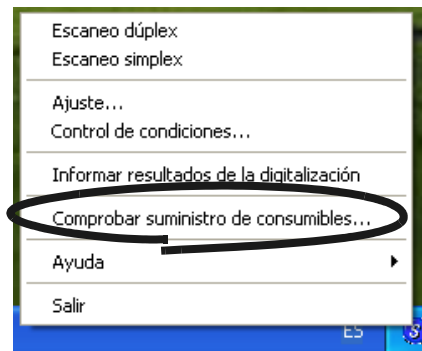 Escaneo dúplex
Escaneo simplex
Ajuste...
Control de condiciones...
Informar resultados de la digitalización
Comprobar suministro de consumibles...
Ayuda
Salir
ES
S